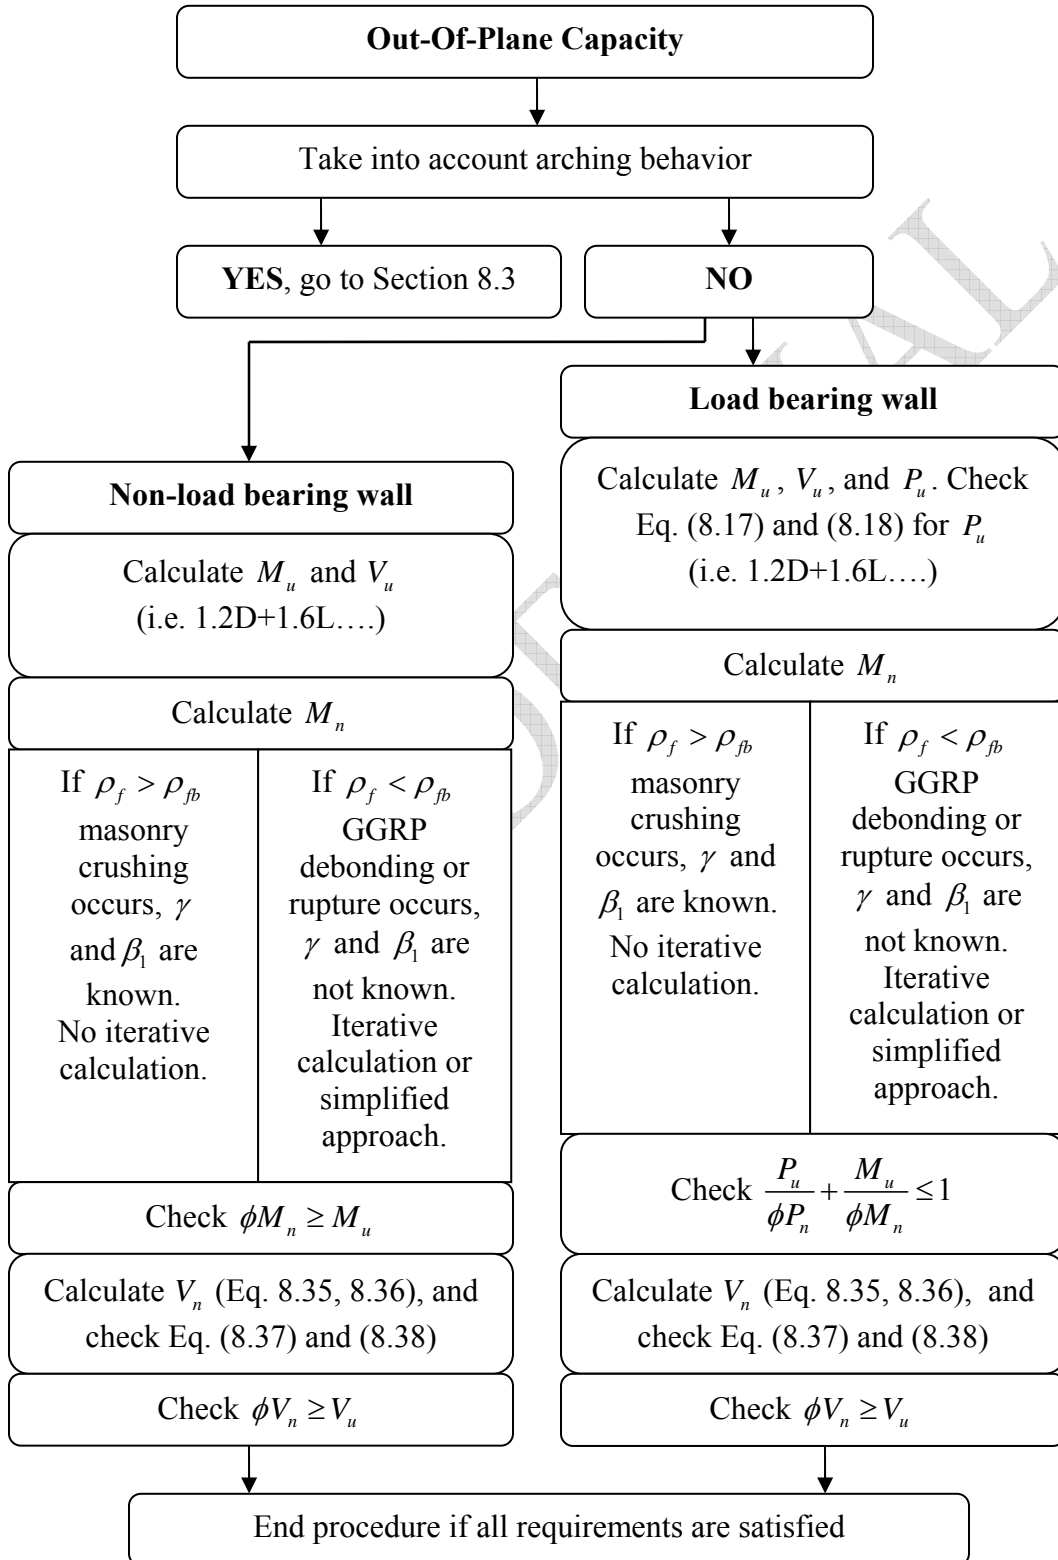 Out-Of-Plane Capacity
Take into account arching behavior
YES, go to Section 8.3
NO
Non-load bearing wall
Calculate M_u and V_u
(i.e. 1.2D+1.6L….)
Calculate M_n
If ρ_f > ρ_fb
masonry
crushing
occurs, γ
and β_1 are
known.
No iterative
calculation.
If ρ_f < ρ_fb
GGRP
debonding or
rupture occurs,
γ and β_1 are
not known.
Iterative
calculation or
simplified
approach.
Check ϕM_n ≥ M_u
Calculate V_n (Eq. 8.35, 8.36), and
check Eq. (8.37) and (8.38)
Check ϕV_n ≥ V_u
Load bearing wall
Calculate M_u, V_u, and P_u. Check
Eq. (8.17) and (8.18) for P_u
(i.e. 1.2D+1.6L….)
Calculate M_n
If ρ_f > ρ_fb
masonry
crushing
occurs, γ and
β_1 are known.
No iterative
calculation.
If ρ_f < ρ_fb
GGRP
debonding or
rupture occurs,
γ and β_1 are
not known.
Iterative
calculation or
simplified
approach.
Check P_u/ϕP_n + M_u/ϕM_n ≤ 1
Calculate V_n (Eq. 8.35, 8.36), and
check Eq. (8.37) and (8.38)
Check ϕV_n ≥ V_u
End procedure if all requirements are satisfied